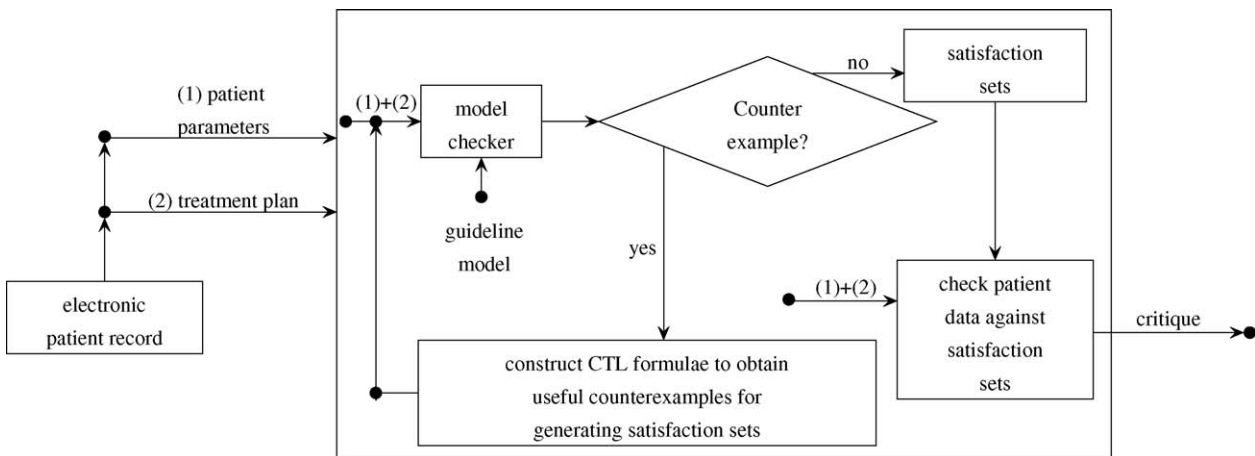 (1) patient
parameters
(2) treatment plan
electronic
patient record
(1)+(2)
model
checker
guideline
model
Counter
example?
no
satisfaction
sets
yes
construct CTL formulae to obtain
useful counterexamples for
generating satisfaction sets
(1)+(2)
check patient
data against
satisfaction
sets
critique